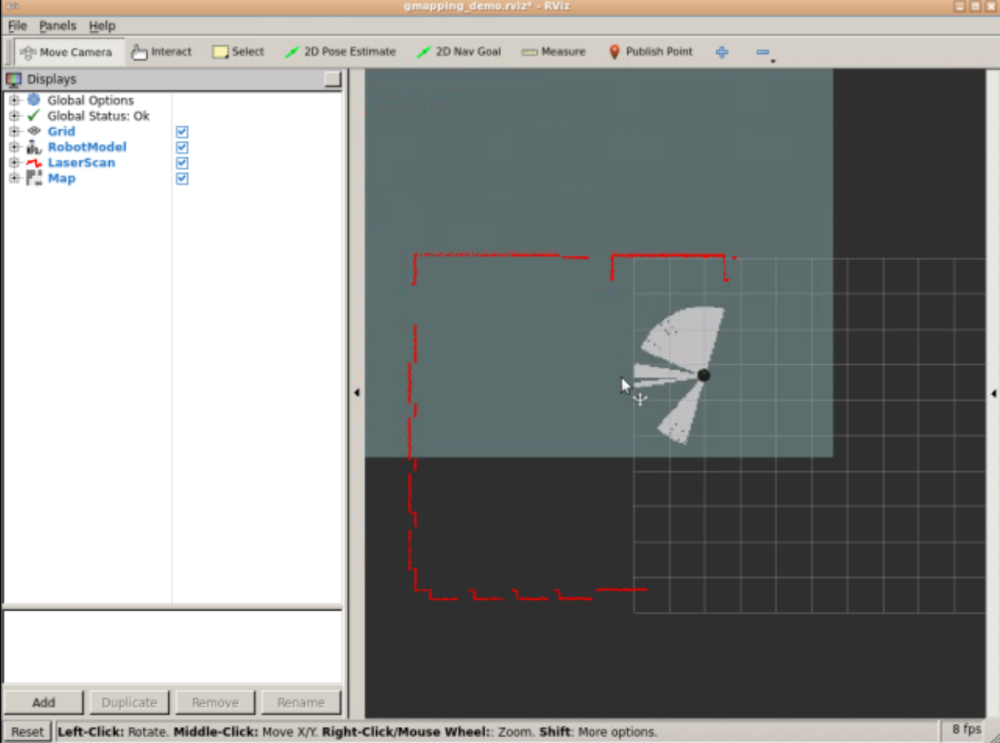 gmapping_demo.rviz* - RViz
File Panels Help
Move Camera Interact Select 2D Pose Estimate 2D Nav Goal Measure Publish Point
Displays
Global Options
Global Status: Ok
Grid
RobotModel
LaserScan
Map
Add Duplicate Remove Rename
Reset Left-Click: Rotate. Middle-Click: Move X/Y. Right-Click/Mouse Wheel:: Zoom. Shift: More options. 8 fps